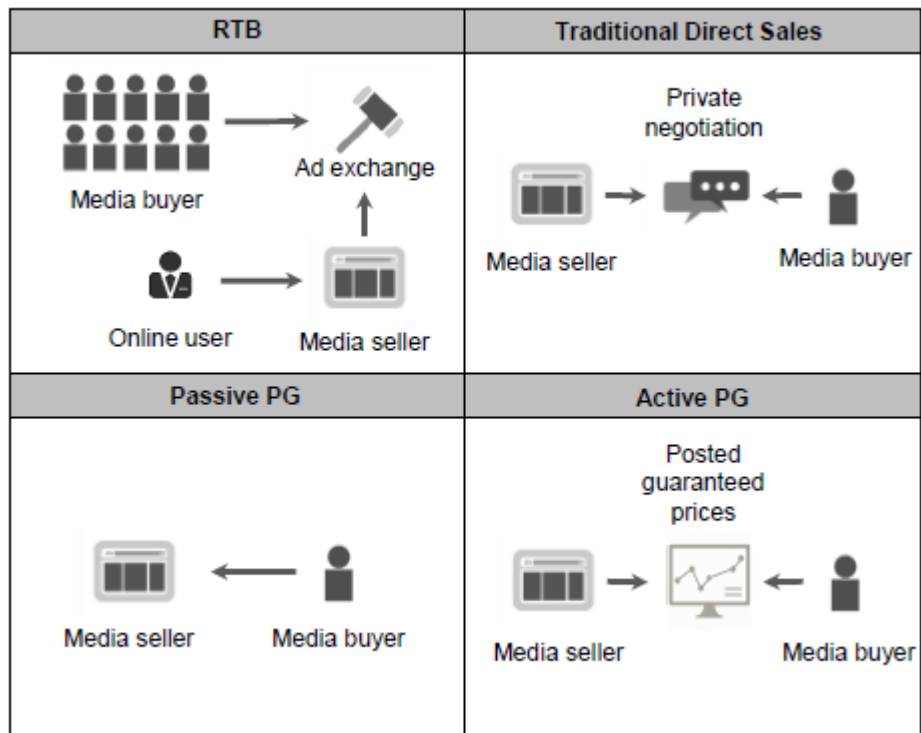 RTB
Traditional Direct Sales
Ad exchange
Media buyer
Online user
Media seller
Private
negotiation
Media seller
Media buyer
Passive PG
Active PG
Media seller
Media buyer
Posted
guaranteed
prices
Media seller
Media buyer